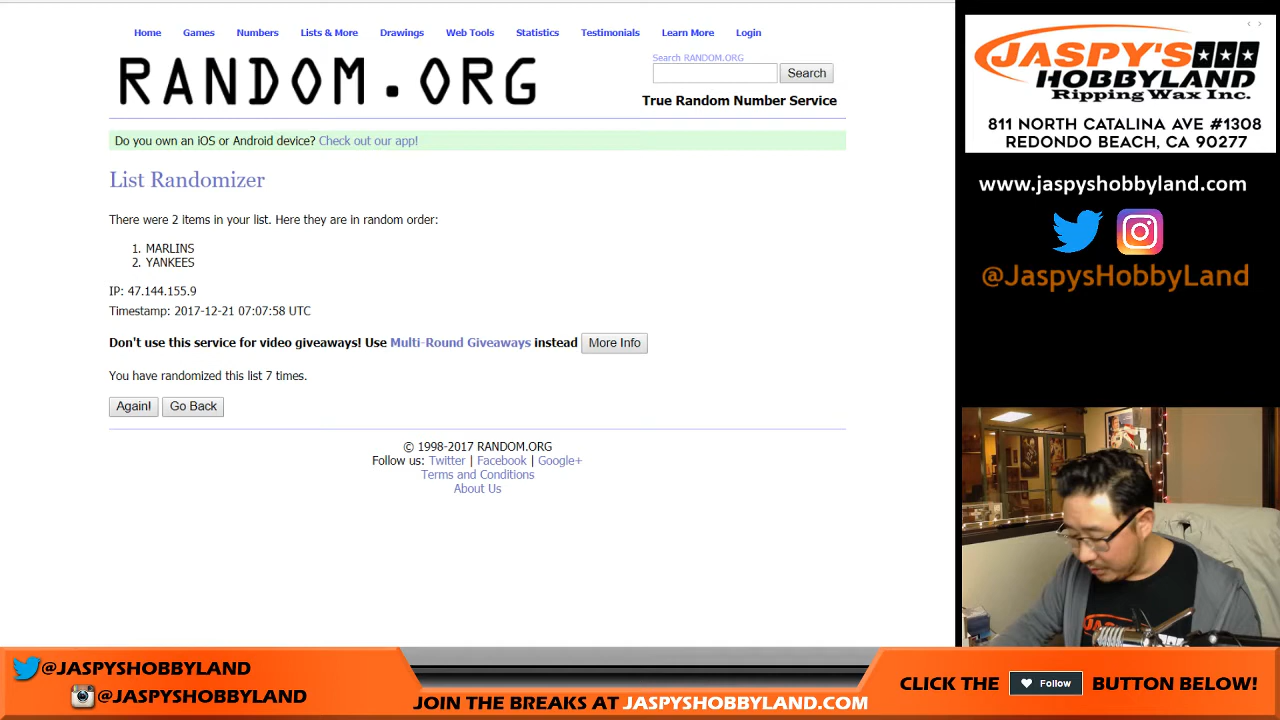 Home Games Numbers Lists & More Drawings Web Tools Statistics Testimonials Learn More Login
RANDOM.ORG
Search RANDOM.ORG
Search
True Random Number Service
Do you own an iOS or Android device? Check out our app!
List Randomizer
There were 2 items in your list. Here they are in random order:
1. MARLINS
2. YANKEES
IP: 47.144.155.9
Timestamp: 2017-12-21 07:07:58 UTC
Don't use this service for video giveaways! Use Multi-Round Giveaways instead More Info
You have randomized this list 7 times.
Again! Go Back
© 1998-2017 RANDOM.ORG
Follow us: Twitter | Facebook | Google+
Terms and Conditions
About Us
JASPY'S
HOBBYLAND
Ripping Wax Inc.
811 NORTH CATALINA AVE #1308
REDONDO BEACH, CA 90277
www.jaspyshobbyland.com
@JaspysHobbyLand
@JASPYSHOBBYLAND
@JASPYSHOBBYLAND
JOIN THE BREAKS AT JASPYSHOBBYLAND.COM
CLICK THE Follow BUTTON BELOW!